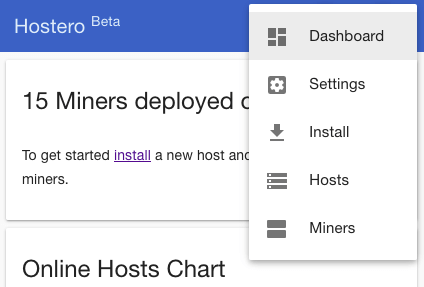 Hostero Beta
Dashboard
Settings
Install
Hosts
Miners
15 Miners deployed
To get started install a new host and
miners.
Online Hosts Chart